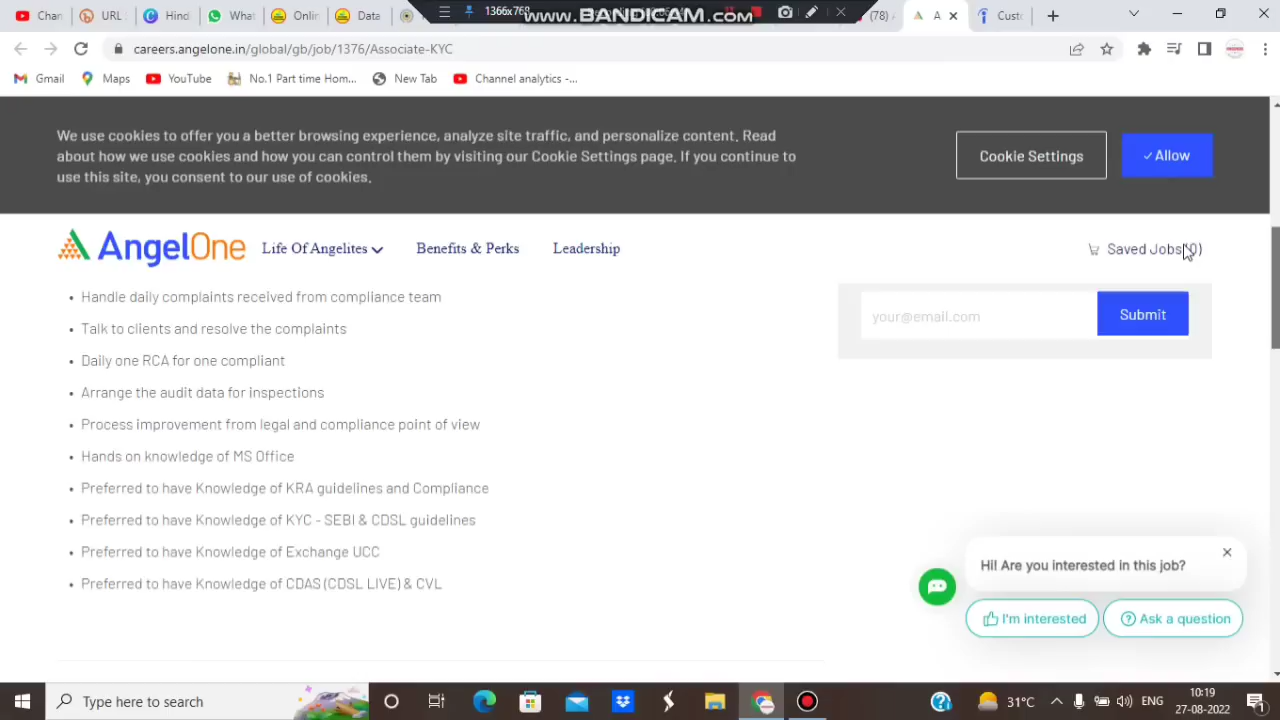 Chan
URL
Cond
What
Onli
Data
1366x768
www.BANDICAM.com
(78)
A
Custo
careers.angelone.in/global/gb/job/1376/Associate-KYC
Gmail
Maps
YouTube
No.1 Part time Hom...
New Tab
Channel analytics -...
We use cookies to offer you a better browsing experience, analyze site traffic, and personalize content. Read
about how we use cookies and how you can control them by visiting our Cookie Settings page. If you continue to
use this site, you consent to our use of cookies.
Cookie Settings
Allow
AngelOne
Life Of Angelites
Benefits & Perks
Leadership
Saved Jobs(0)
• Handle daily complaints received from compliance team
• Talk to clients and resolve the complaints
• Daily one RCA for one compliant
• Arrange the audit data for inspections
• Process improvement from legal and compliance point of view
• Hands on knowledge of MS Office
• Preferred to have Knowledge of KRA guidelines and Compliance
• Preferred to have Knowledge of KYC - SEBI & CDSL guidelines
• Preferred to have Knowledge of Exchange UCC
• Preferred to have Knowledge of CDAS (CDSL LIVE) & CVL
your@email.com
Submit
Hi! Are you interested in this job?
I'm interested
Ask a question
Type here to search
31°C
ENG
10:19
27-08-2022
1